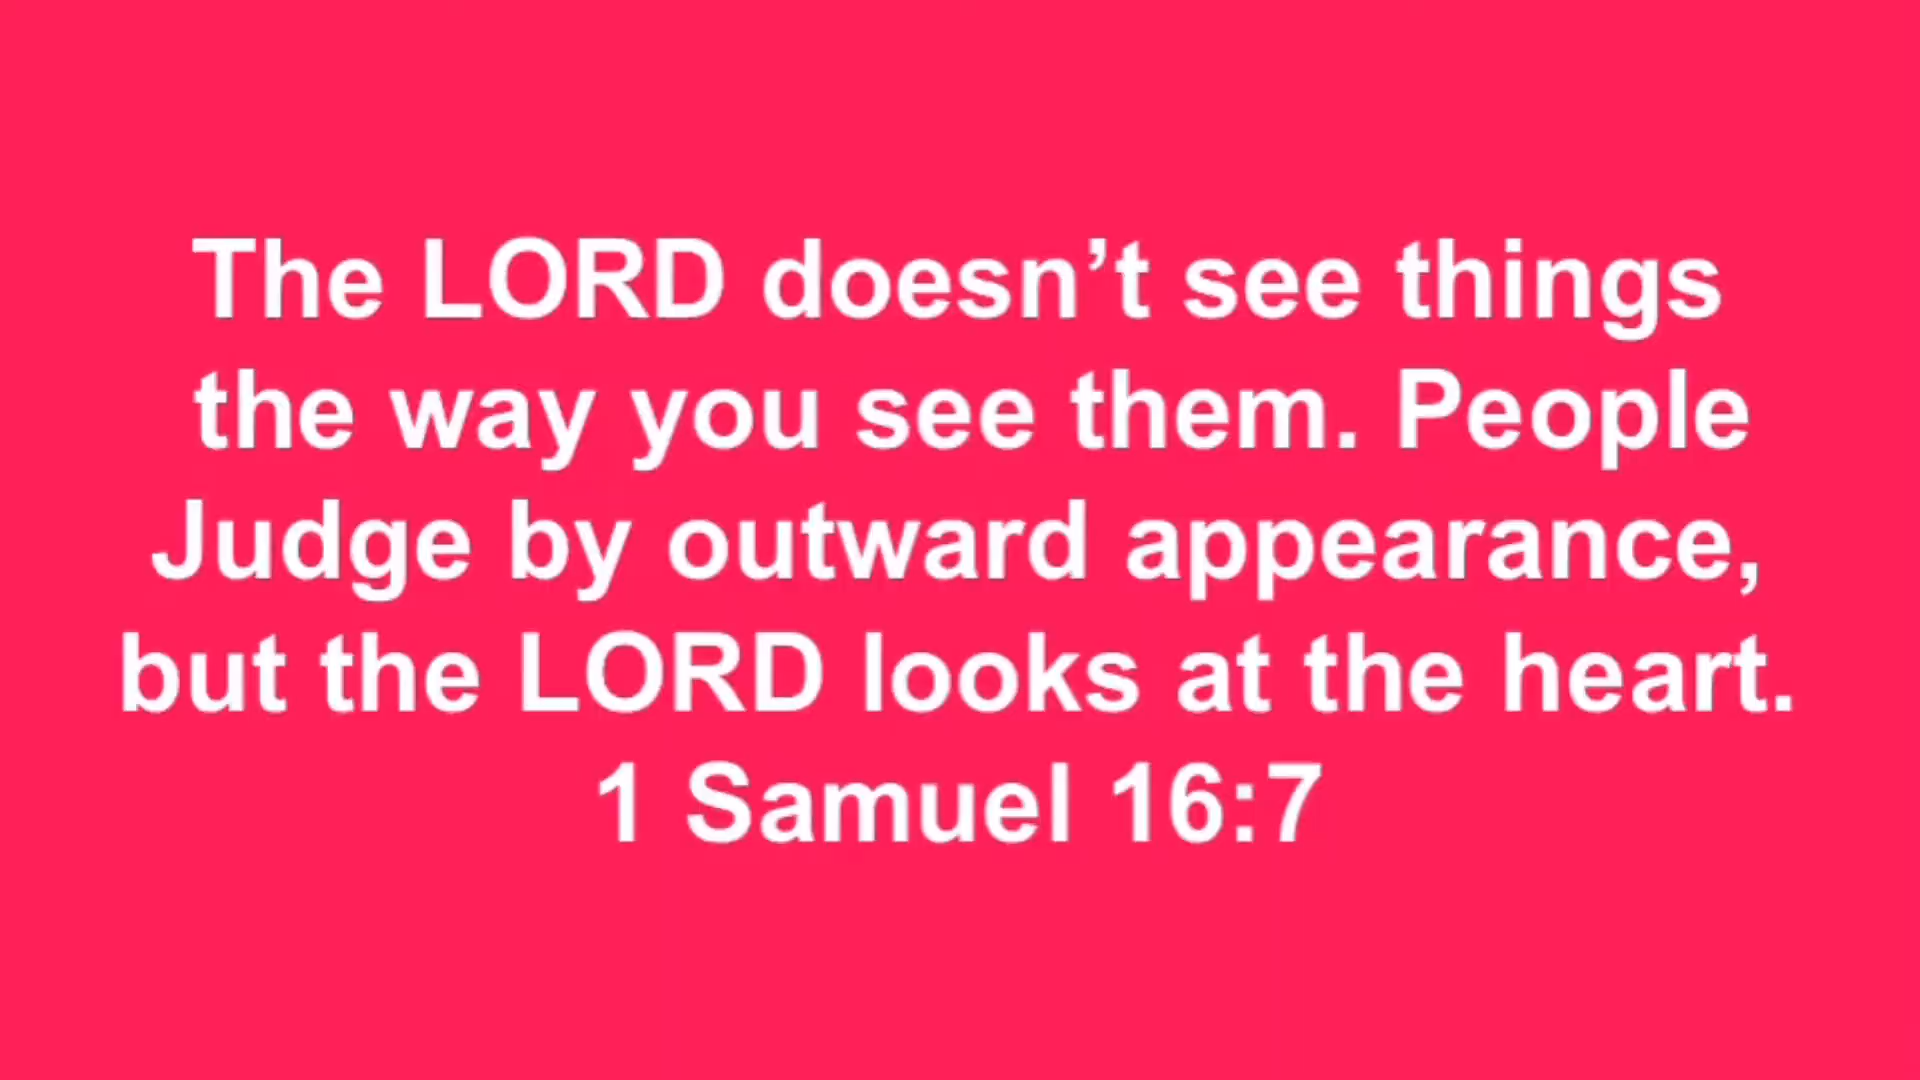 The LORD doesn’t see things
the way you see them. People
Judge by outward appearance,
but the LORD looks at the heart.
1 Samuel 16:7